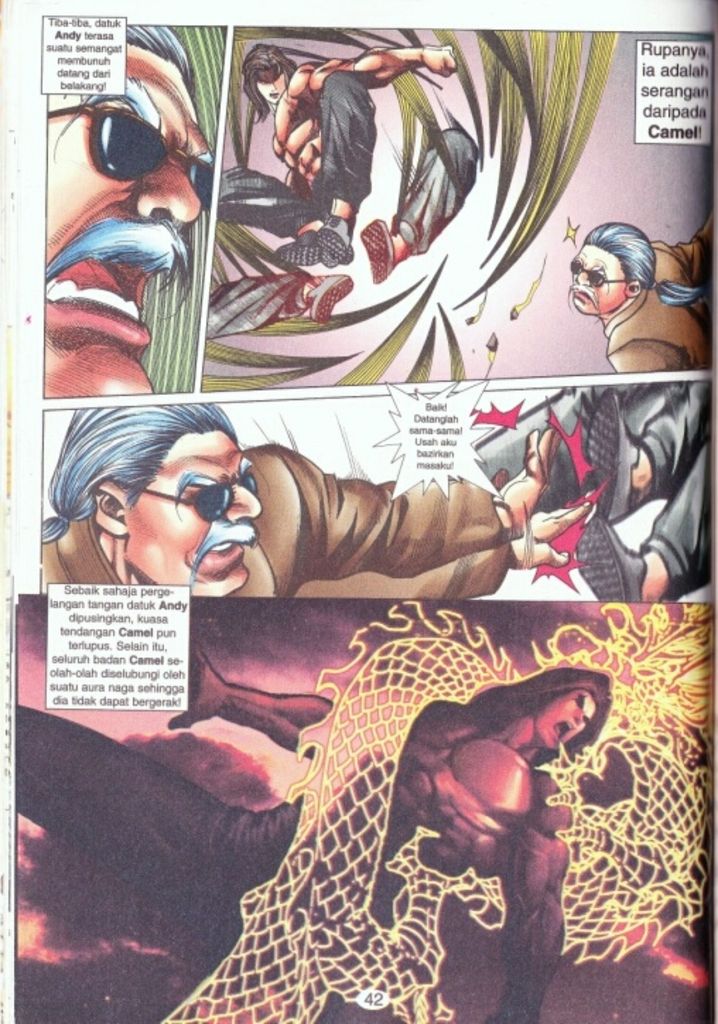 Tiba-tiba, datuk
Andy terasa
suatu semangat
membunuh
datang dari
belakang!
Rupanya,
ia adalah
serangan
daripada
Camel!
Baik!
Datanglah
sama-sama!
Usah aku
bazirkan
masaku!
Sebaik sahaja perge-
langan tangan datuk Andy
dipusingkan, kuasa
tendangan Camel pun
terlupus. Selain itu,
seluruh badan Camel se-
olah-olah diselubungi oleh
suatu aura naga sehingga
dia tidak dapat bergerak!
42